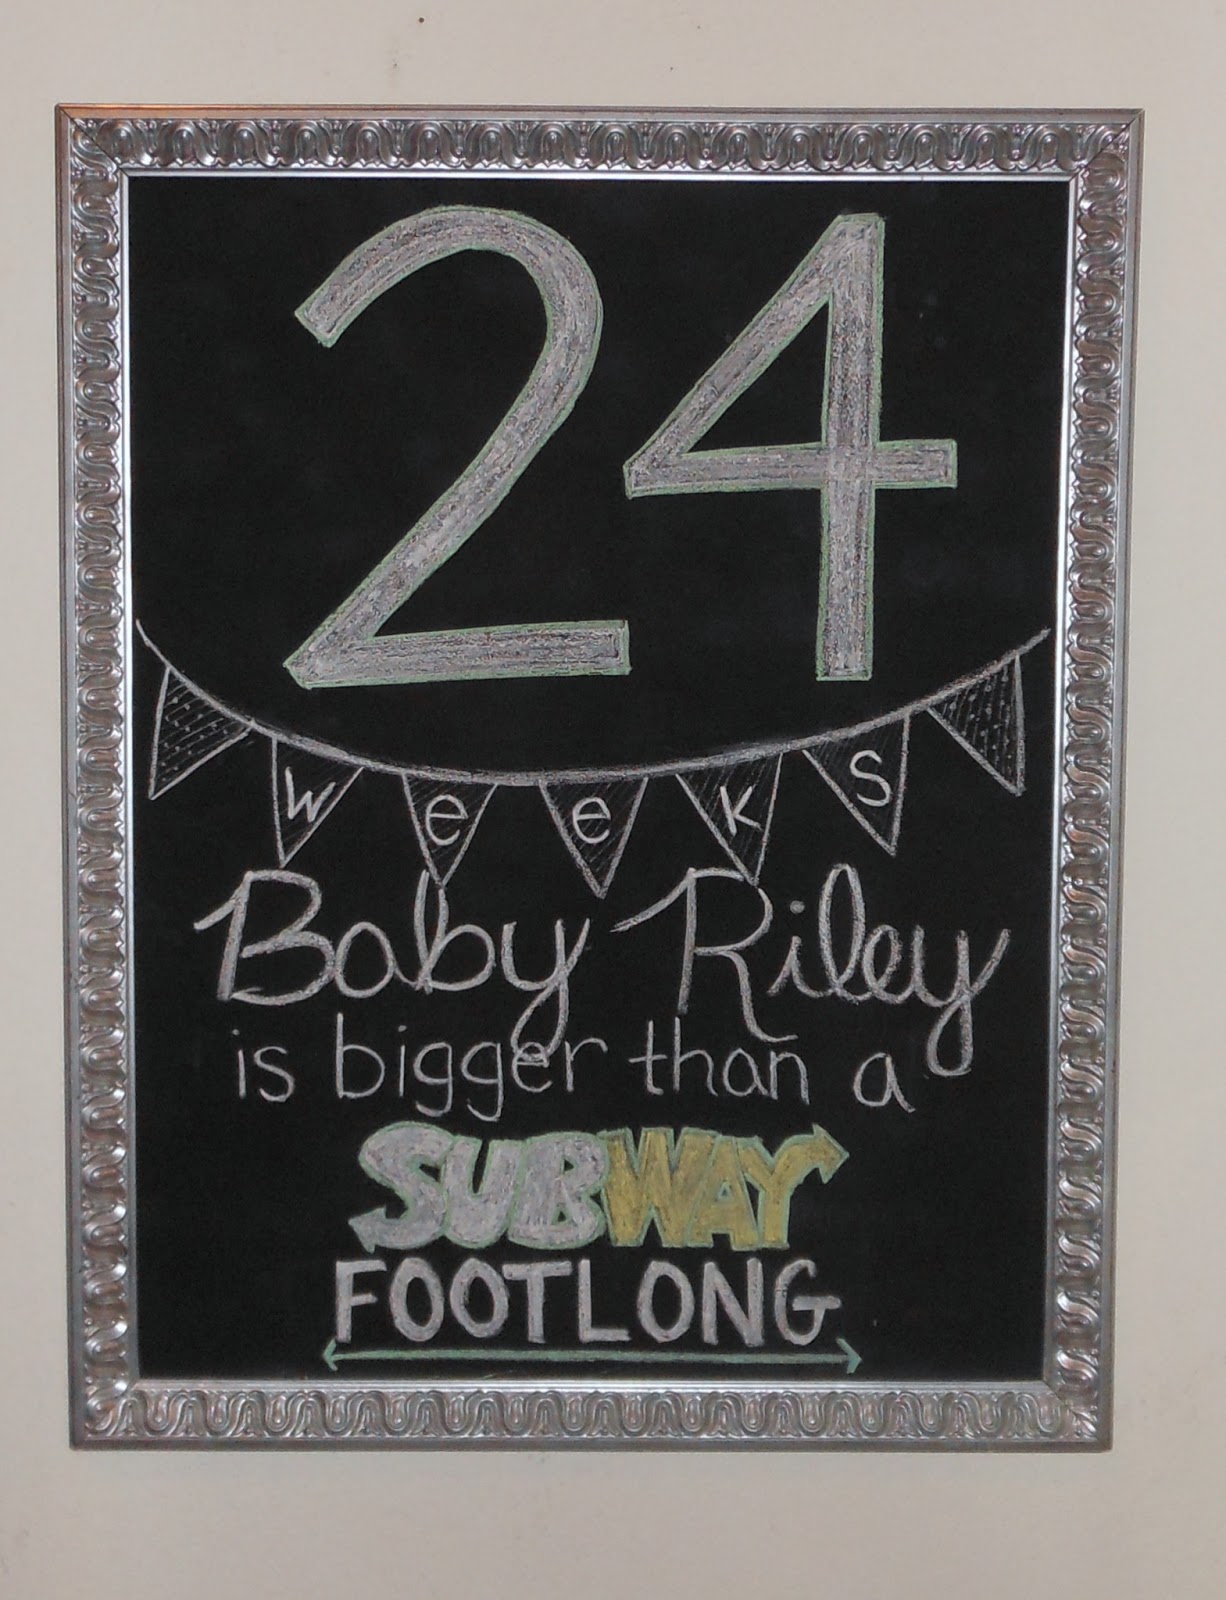 24
weeks
Baby Riley
is bigger than a
SUBWAY
FOOTLONG